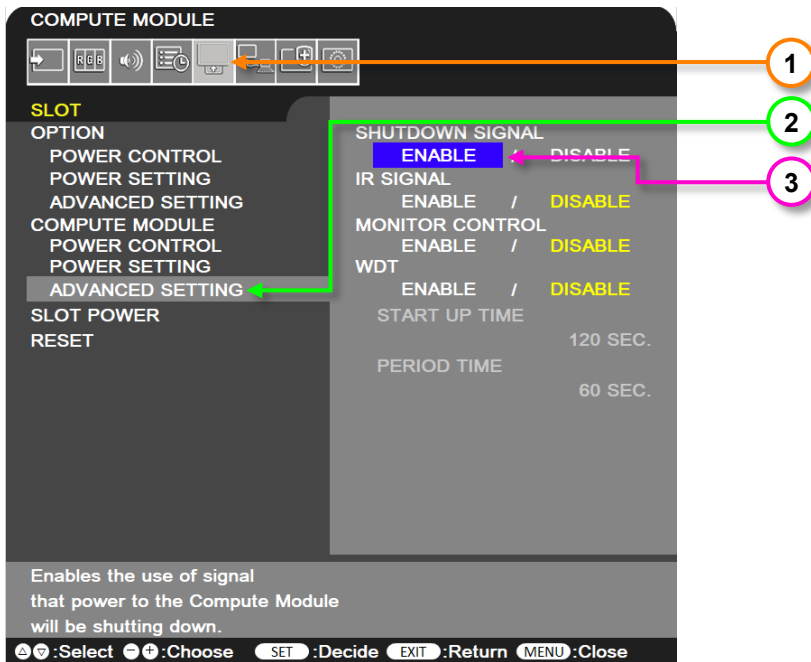 COMPUTE MODULE
RGB
1
SLOT
2
OPTION
SHUTDOWN SIGNAL
POWER CONTROL
ENABLE / DISABLE
POWER SETTING
IR SIGNAL
3
ADVANCED SETTING
ENABLE / DISABLE
COMPUTE MODULE
MONITOR CONTROL
POWER CONTROL
ENABLE / DISABLE
POWER SETTING
WDT
ADVANCED SETTING
ENABLE / DISABLE
SLOT POWER
START UP TIME
RESET
120 SEC.
PERIOD TIME
60 SEC.
Enables the use of signal
that power to the Compute Module
will be shutting down.
:Select :Choose SET :Decide EXIT :Return MENU :Close